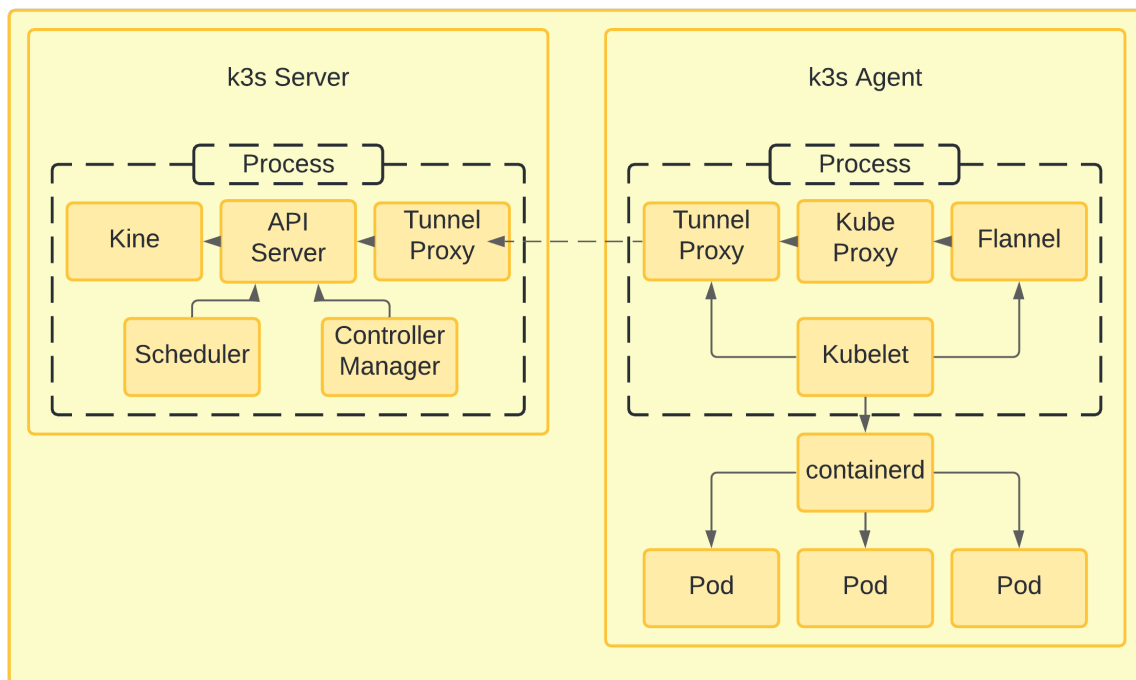 k3s Server
k3s Agent
Process
Process
Kine
API
Server
Tunnel
Proxy
Tunnel
Proxy
Kube
Proxy
Flannel
Scheduler
Controller
Manager
Kubelet
containerd
Pod
Pod
Pod